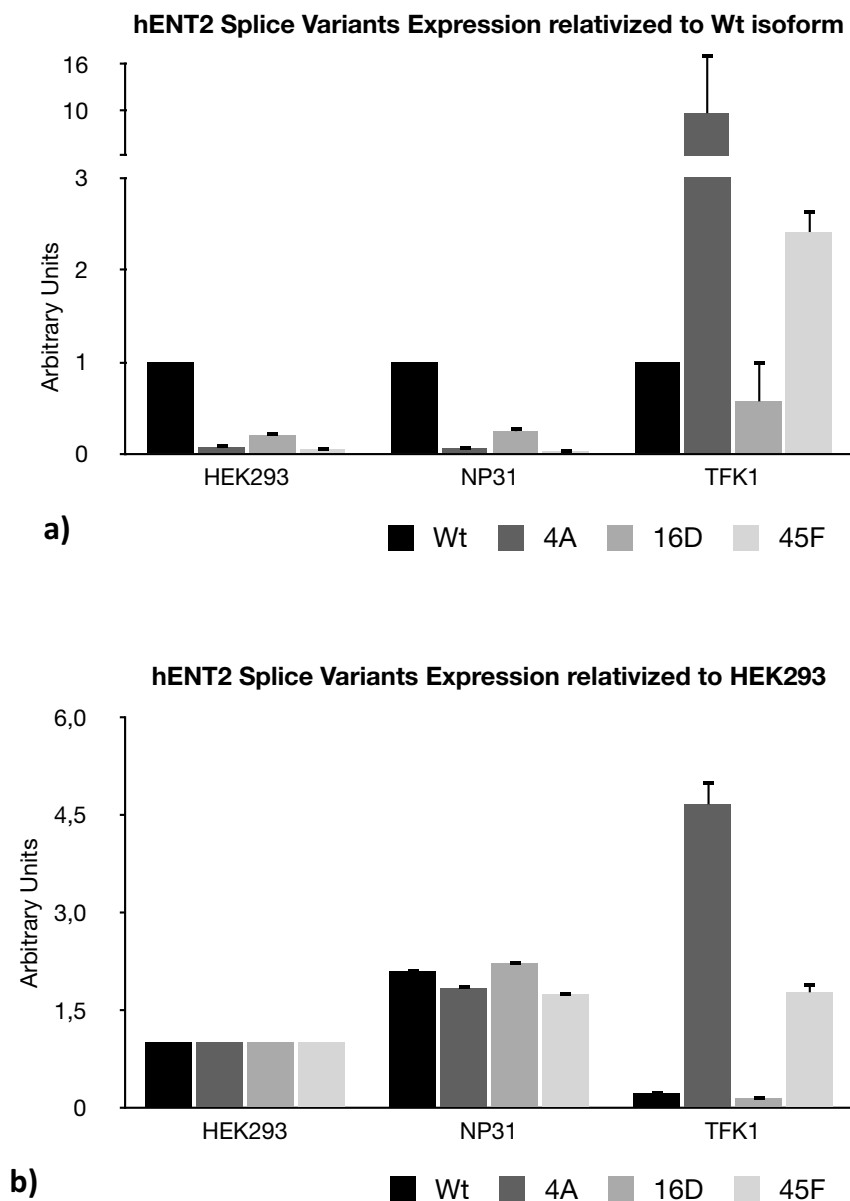 hENT2 Splice Variants Expression relativized to Wt isoform
16
10
3
2
1
0
Arbitrary Units
HEK293 NP31 TFK1
a)
Wt 4A 16D 45F
hENT2 Splice Variants Expression relativized to HEK293
6,0
4,5
3,0
1,5
0
Arbitrary Units
HEK293 NP31 TFK1
b)
Wt 4A 16D 45F